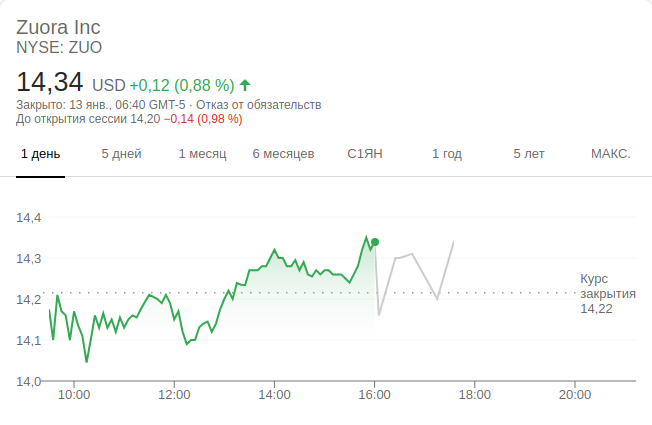 Zuora Inc
NYSE: ZUO
14,34 USD +0,12 (0,88 %)
Закрыто: 13 янв., 06:40 GMT-5 · Отказ от обязательств
До открытия сессии 14,20 −0,14 (0,98 %)
1 день 5 дней 1 месяц 6 месяцев С1ЯН 1 год 5 лет МАКС.
14,4
14,3
14,2
14,1
14,0
Курс
закрытия
14,22
10:00 12:00 14:00 16:00 18:00 20:00